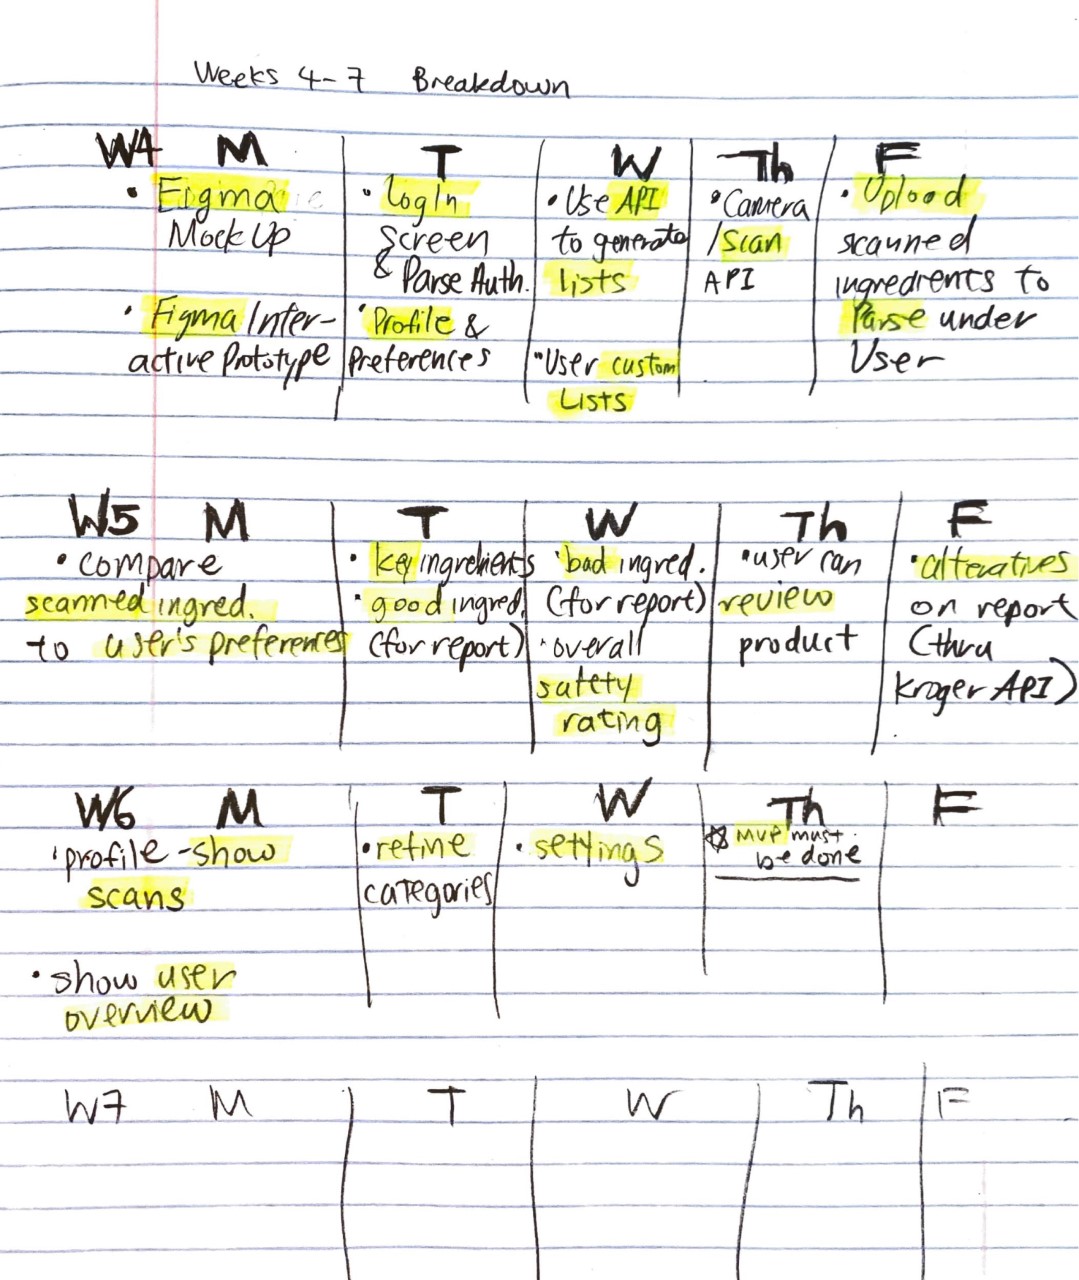 Weeks 4-7 Breakdown
W4 M T W Th F
• Figma
Mock Up
• Figma Inter-
active Prototype
• Log In
Screen
& Parse Auth.
• Profile &
Preferences
• Use API
to generate
Lists
• User custom
Lists
• Camera
/Scan
API
• Upload
scanned
ingredients to
Parse under
User
W5 M T W Th F
• compare
scanned ingred.
to user's preferences
• key ingredients
• good ingred.
(for report)
• bad ingred.
(for report)
• overall
safety
rating
• user can
review
product
• alteratives
on report
(thru
Kroger API)
W6 M T W Th F
• profile - show
scans
• show user
overview
• refine
categories
• settings
☆ MVP must
be done
W7 M T W Th F